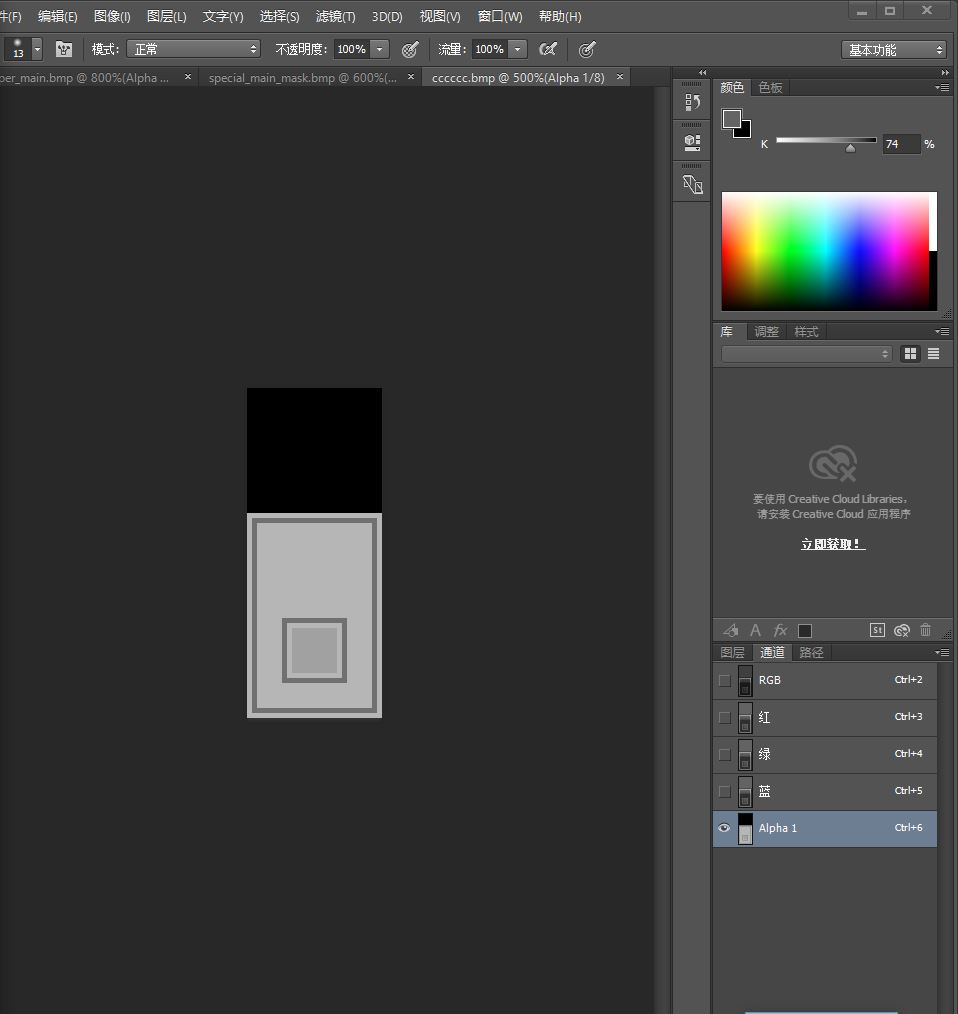 件(F) 编辑(E) 图像(I) 图层(L) 文字(Y) 选择(S) 滤镜(T) 3D(D) 视图(V) 窗口(W) 帮助(H)
13 模式: 正常 不透明度: 100% 流量: 100% 基本功能
per_main.bmp @ 800%(Alpha ... × special_main_mask.bmp @ 600%(... × cccccc.bmp @ 500%(Alpha 1/8) ×
颜色 色板
K 74 %
库 调整 样式
要使用 Creative Cloud Libraries,
请安装 Creative Cloud 应用程序
立即获取!
A fx St
图层 通道 路径
RGB Ctrl+2
红 Ctrl+3
绿 Ctrl+4
蓝 Ctrl+5
Alpha 1 Ctrl+6